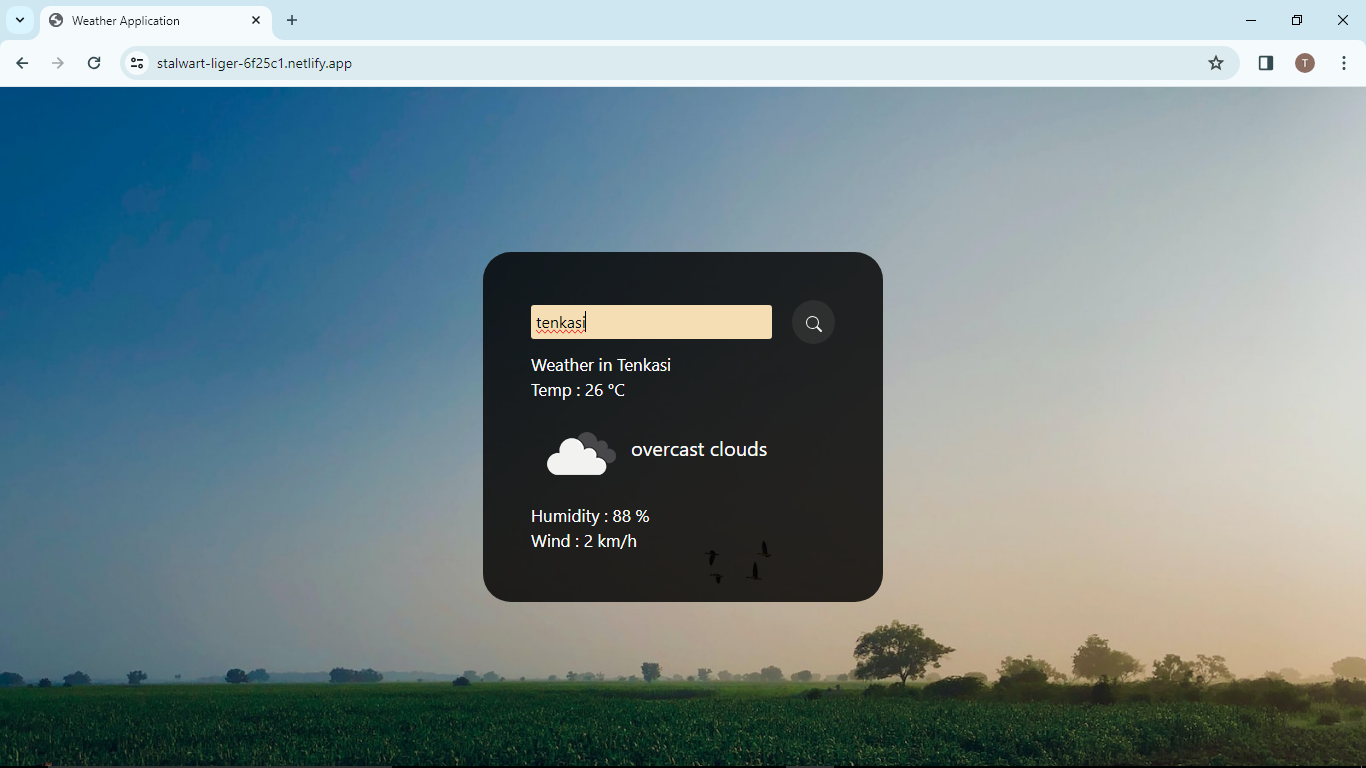 Weather Application
stalwart-liger-6f25c1.netlify.app
T
tenkasi
Weather in Tenkasi
Temp : 26 °C
overcast clouds
Humidity : 88 %
Wind : 2 km/h